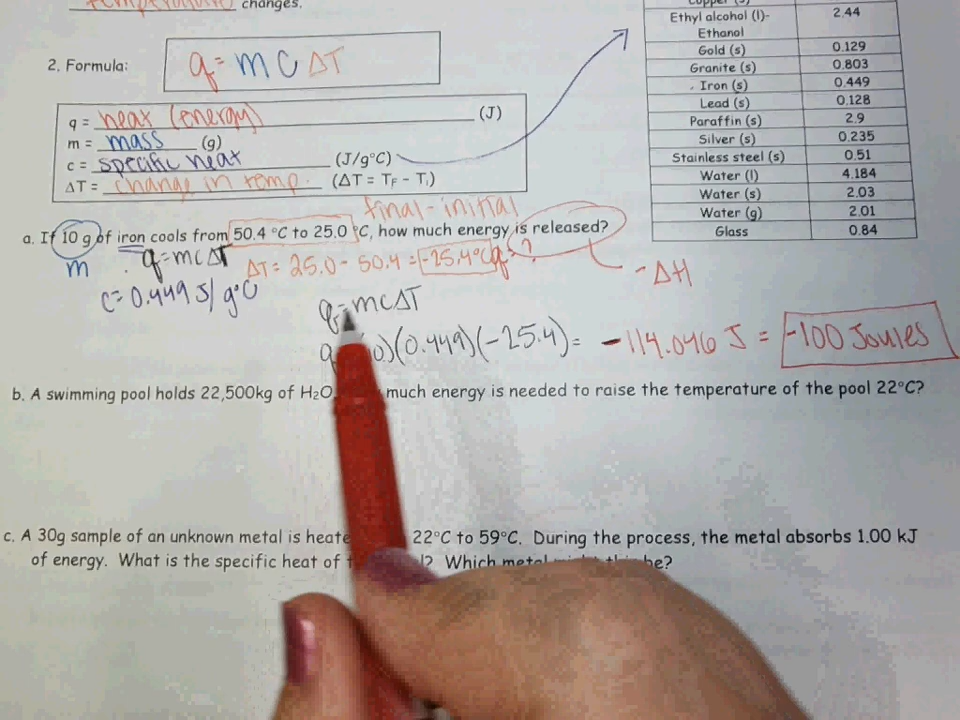 temperature changes.
2. Formula: q = mCΔT
q = heat (energy) (J)
m = mass (g)
c = specific heat (J/g°C)
ΔT = change in temp. (ΔT = TF – Ti)
Copper (s)
Ethyl alcohol (l)- Ethanol 2.44
Gold (s) 0.129
Granite (s) 0.803
Iron (s) 0.449
Lead (s) 0.128
Paraffin (s) 2.9
Silver (s) 0.235
Stainless steel (s) 0.51
Water (l) 4.184
Water (s) 2.03
Water (g) 2.01
Glass 0.84
final - initial
a. If 10 g of iron cools from 50.4 °C to 25.0 °C, how much energy is released?
m q=mcΔT ΔT = 25.0 - 50.4 = -25.4°C q = ? - ΔH
c = 0.449 J/g°C
q=mcΔT
q 0)(0.449)(-25.4) = -114.046 J = -100 Joules
b. A swimming pool holds 22,500kg of H₂O. much energy is needed to raise the temperature of the pool 22°C?
c. A 30g sample of an unknown metal is heate 22°C to 59°C. During the process, the metal absorbs 1.00 kJ
of energy. What is the specific heat of l? Which be?